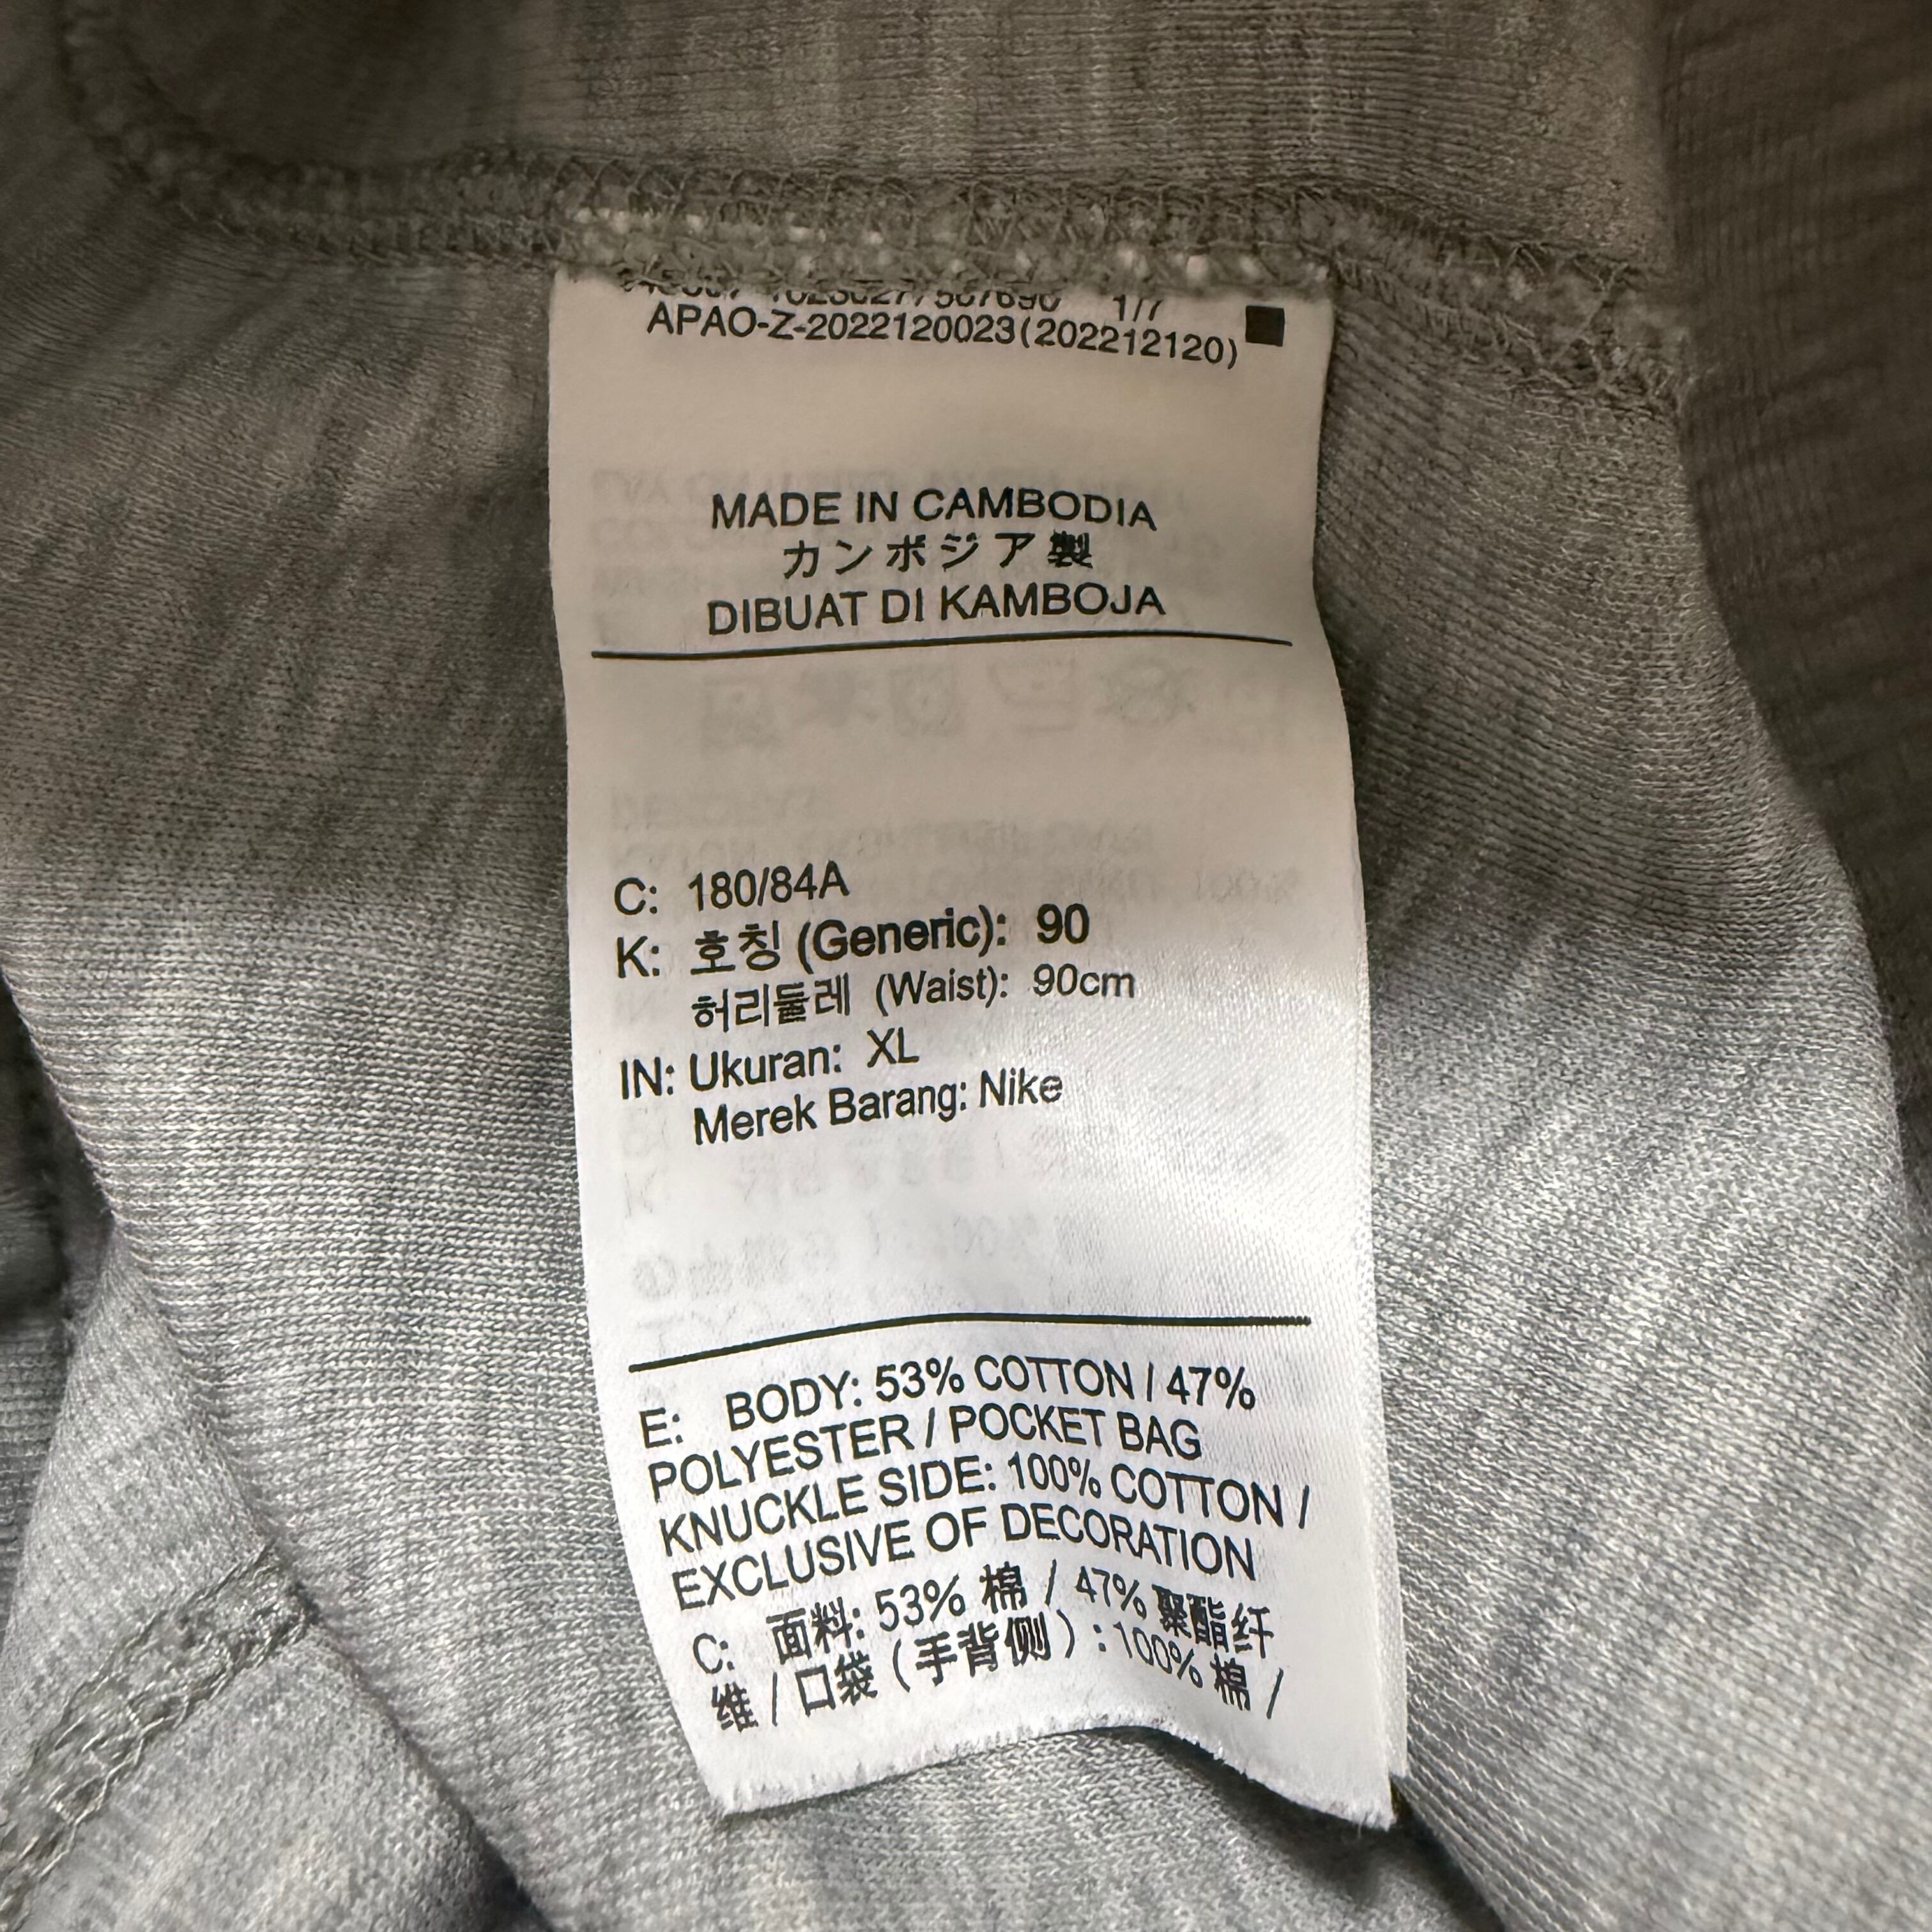 APAO-Z-2022120023(202212120)
MADE IN CAMBODIA
カンボジア製
DIBUAT DI KAMBOJA
C: 180/84A
K: 호칭 (Generic): 90
허리둘레 (Waist): 90cm
IN: Ukuran: XL
Merek Barang: Nike
E: BODY: 53% COTTON / 47%
POLYESTER / POCKET BAG
KNUCKLE SIDE: 100% COTTON /
EXCLUSIVE OF DECORATION
C: 面料: 53% 棉 / 47% 聚酯纤
维 / 口袋 (手背侧) : 100% 棉 /